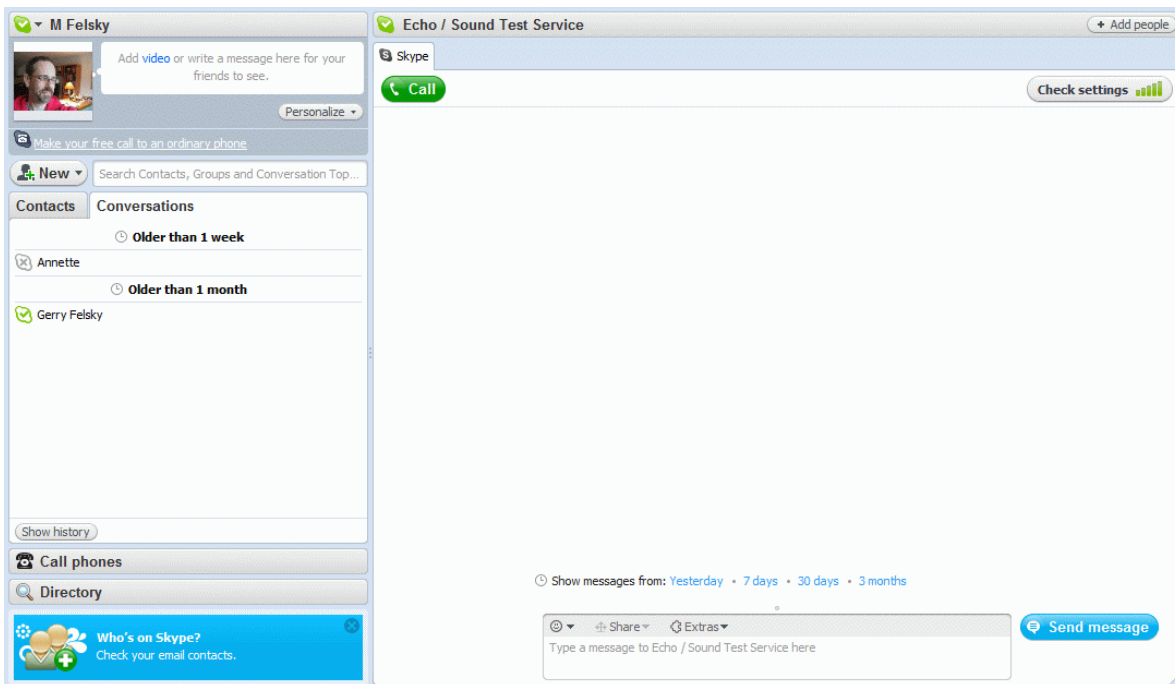 M Felsky
Add video or write a message here for your
friends to see.
Personalize
Make your free call to an ordinary phone
New
Search Contacts, Groups and Conversation Top...
Contacts Conversations
Older than 1 week
Annette
Older than 1 month
Gerry Felsky
Show history
Call phones
Directory
Who's on Skype?
Check your email contacts.
Echo / Sound Test Service
+ Add people
Skype
Call
Check settings
Show messages from: Yesterday • 7 days • 30 days • 3 months
Share Extras
Type a message to Echo / Sound Test Service here
Send message